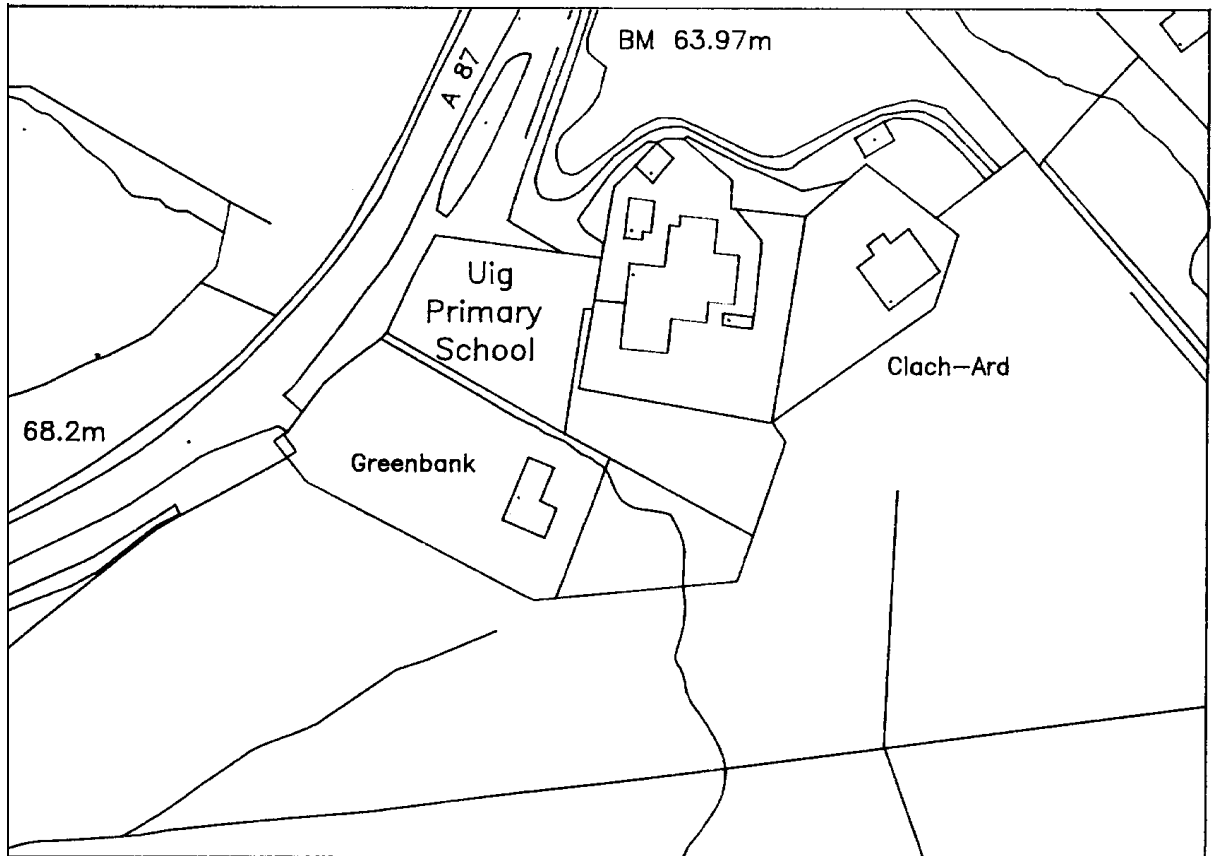 BM 63.97m
A 87
Uig
Primary
School
Clach-Ard
68.2m
Greenbank